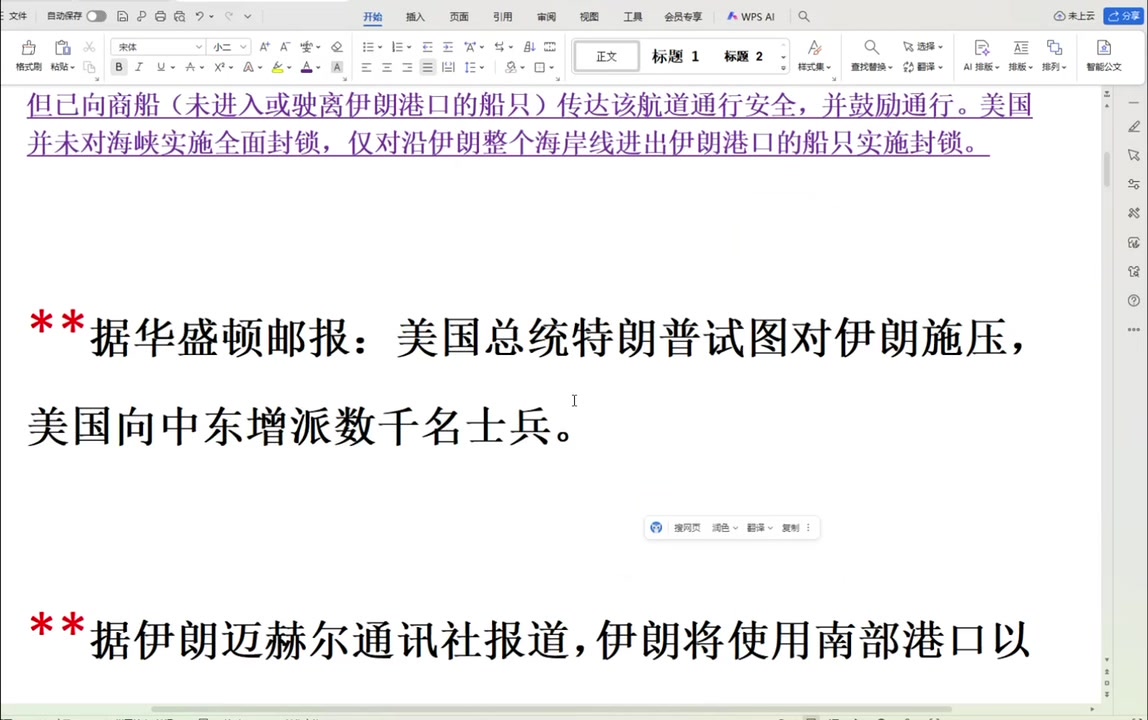 文件 自动保存 开始 插入 页面 引用 审阅 视图 工具 会员专享 WPS AI 未上云 分享
宋体 小二 正文 标题 1 标题 2 选择
格式刷 粘贴 B I U A X² A A A 样式集 查找替换 翻译 AI 排版 排版 排列 智能公文
但已向商船（未进入或驶离伊朗港口的船只）传达该航道通行安全，并鼓励通行。美国
并未对海峡实施全面封锁，仅对沿伊朗整个海岸线进出伊朗港口的船只实施封锁。
**据华盛顿邮报：美国总统特朗普试图对伊朗施压，
美国向中东增派数千名士兵。
搜网页 润色 翻译 复制
**据伊朗迈赫尔通讯社报道，伊朗将使用南部港口以